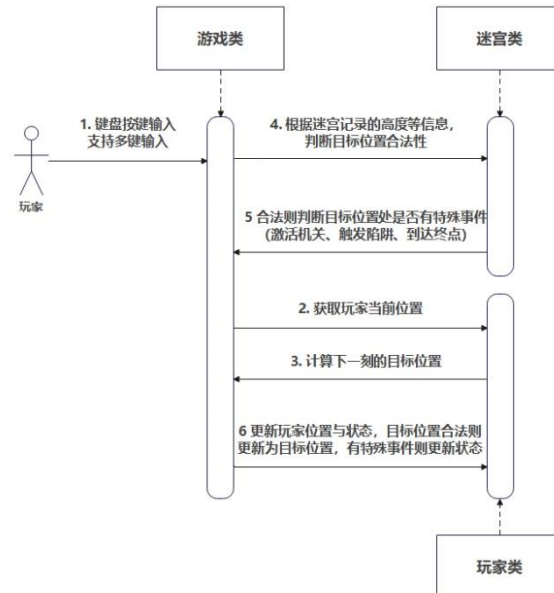 游戏类
迷宫类
1. 键盘按键输入
支持多键输入
4. 根据迷宫记录的高度等信息，
判断目标位置合法性
玩家
5 合法则判断目标位置处是否有特殊事件
(激活机关、触发陷阱、到达终点)
2. 获取玩家当前位置
3. 计算下一刻的目标位置
6 更新玩家位置与状态，目标位置合法则
更新为目标位置，有特殊事件则更新状态
玩家类